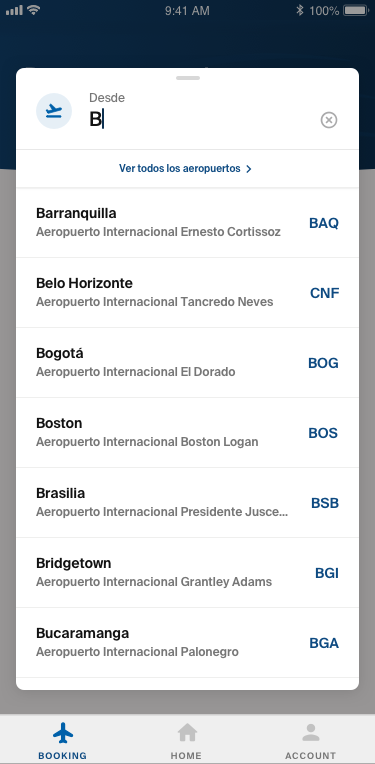 9:41 AM
100%
Desde
B
Ver todos los aeropuertos
Barranquilla
Aeropuerto Internacional Ernesto Cortissoz
BAQ
Belo Horizonte
Aeropuerto Internacional Tancredo Neves
CNF
Bogotá
Aeropuerto Internacional El Dorado
BOG
Boston
Aeropuerto Internacional Boston Logan
BOS
Brasilia
Aeropuerto Internacional Presidente Jusce...
BSB
Bridgetown
Aeropuerto Internacional Grantley Adams
BGI
Bucaramanga
Aeropuerto Internacional Palonegro
BGA
BOOKING
HOME
ACCOUNT